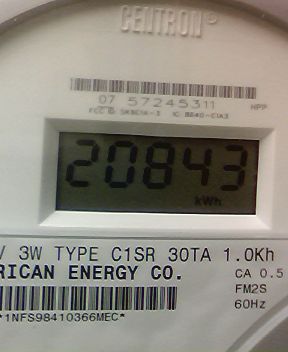 CENTRON®
07 57245311 HPP
20843
kWh
V 3W TYPE C1SR 30TA 1.0Kh
RICAN ENERGY CO. CA 0.5
FM2S
60Hz
*1NFS98410366MEC*